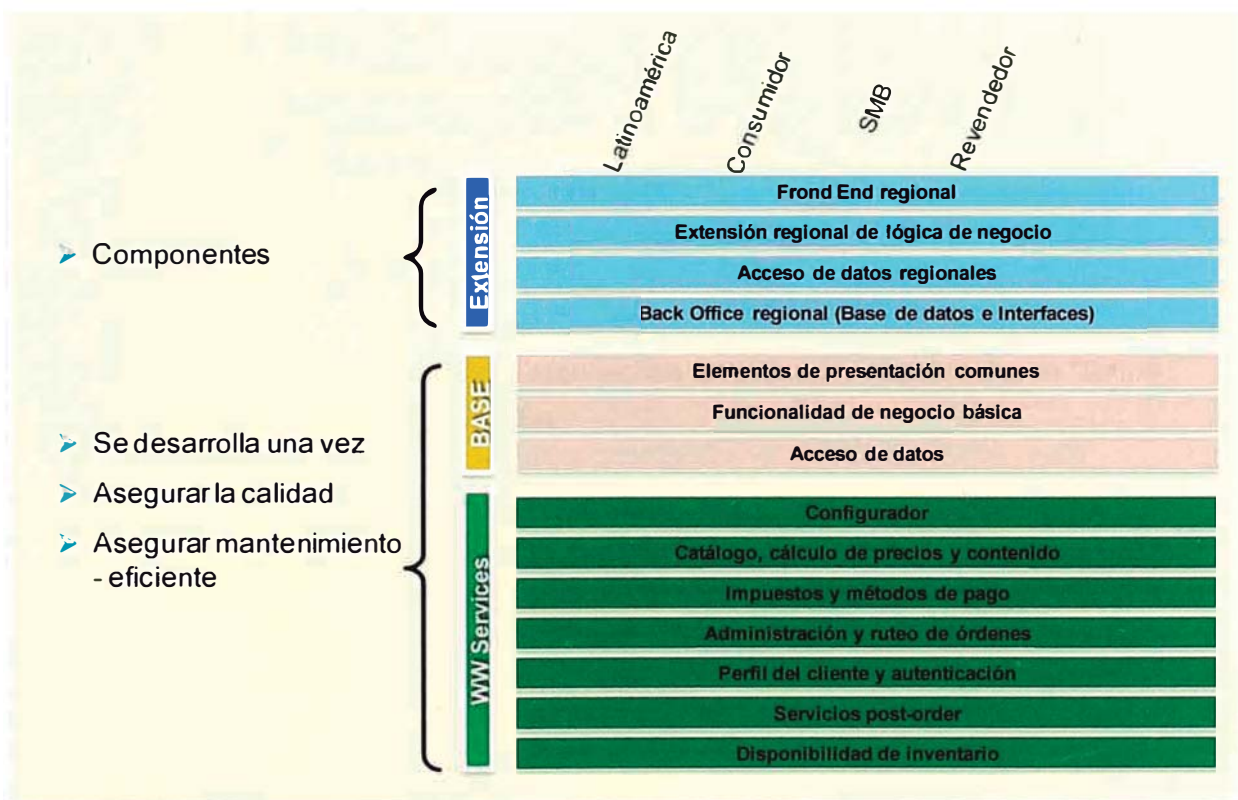 Latinoamérica
Consumidor
SMB
Revendedor
Componentes
Extensión
Frond End regional
Extensión regional de lógica de negocio
Acceso de datos regionales
Back Office regional (Base de datos e Interfaces)
Se desarrolla una vez
Asegurar la calidad
Asegurar mantenimiento
- eficiente
BASE
Elementos de presentación comunes
Funcionalidad de negocio básica
Acceso de datos
WW Services
Configurador
Catálogo, cálculo de precios y contenido
Impuestos y métodos de pago
Administración y ruteo de órdenes
Perfil del cliente y autenticación
Servicios post-order
Disponibilidad de inventario